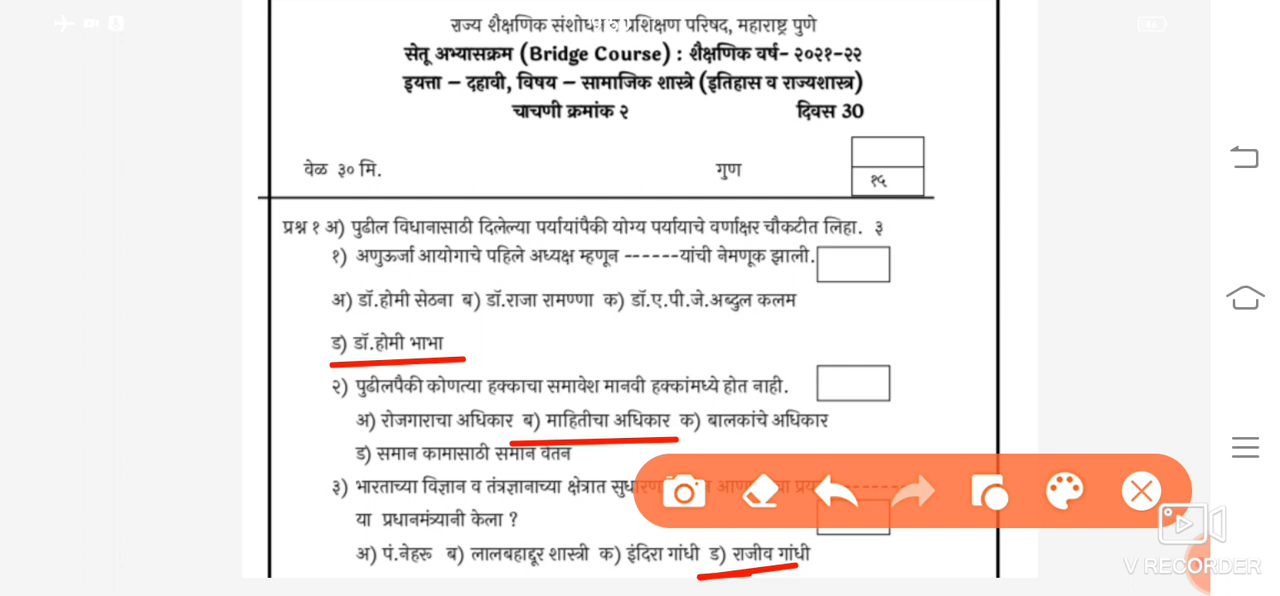 राज्य शैक्षणिक संशोधन व प्रशिक्षण परिषद, महाराष्ट्र पुणे
सेतू अभ्यासक्रम (Bridge Course) : शैक्षणिक वर्ष- २०२१-२२
इयत्ता – दहावी, विषय – सामाजिक शास्त्रे (इतिहास व राज्यशास्त्र)
चाचणी क्रमांक २ दिवस 30
वेळ ३० मि. गुण
१५
प्रश्न १ अ) पुढील विधानासाठी दिलेल्या पर्यायांपैकी योग्य पर्यायाचे वर्णाक्षर चौकटीत लिहा. ३
१) अणुऊर्जा आयोगाचे पहिले अध्यक्ष म्हणून ------यांची नेमणूक झाली.
अ) डॉ.होमी सेठना ब) डॉ.राजा रामण्णा क) डॉ.ए.पी.जे.अब्दुल कलम
ड) डॉ.होमी भाभा
२) पुढीलपैकी कोणत्या हक्काचा समावेश मानवी हक्कांमध्ये होत नाही.
अ) रोजगाराचा अधिकार ब) माहितीचा अधिकार क) बालकांचे अधिकार
ड) समान कामासाठी समान वेतन
३) भारताच्या विज्ञान व तंत्रज्ञानाच्या क्षेत्रात
या प्रधानमंत्र्यानी केला ?
अ) पं.नेहरू ब) लालबहाद्दूर शास्त्री क) इंदिरा गांधी ड) राजीव गांधी
V RECORDER